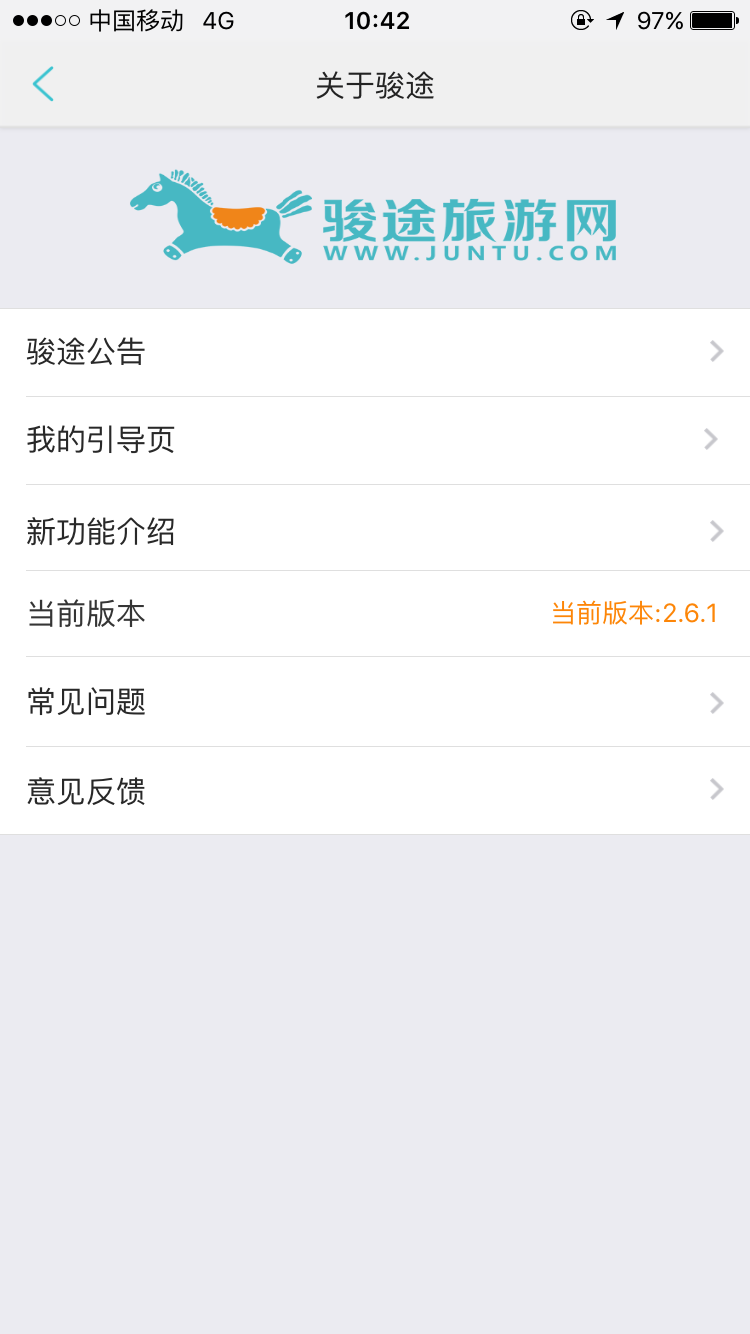 中国移动 4G 10:42 97%
关于骏途
骏途旅游网
WWW.JUNTU.COM
骏途公告
我的引导页
新功能介绍
当前版本 当前版本:2.6.1
常见问题
意见反馈